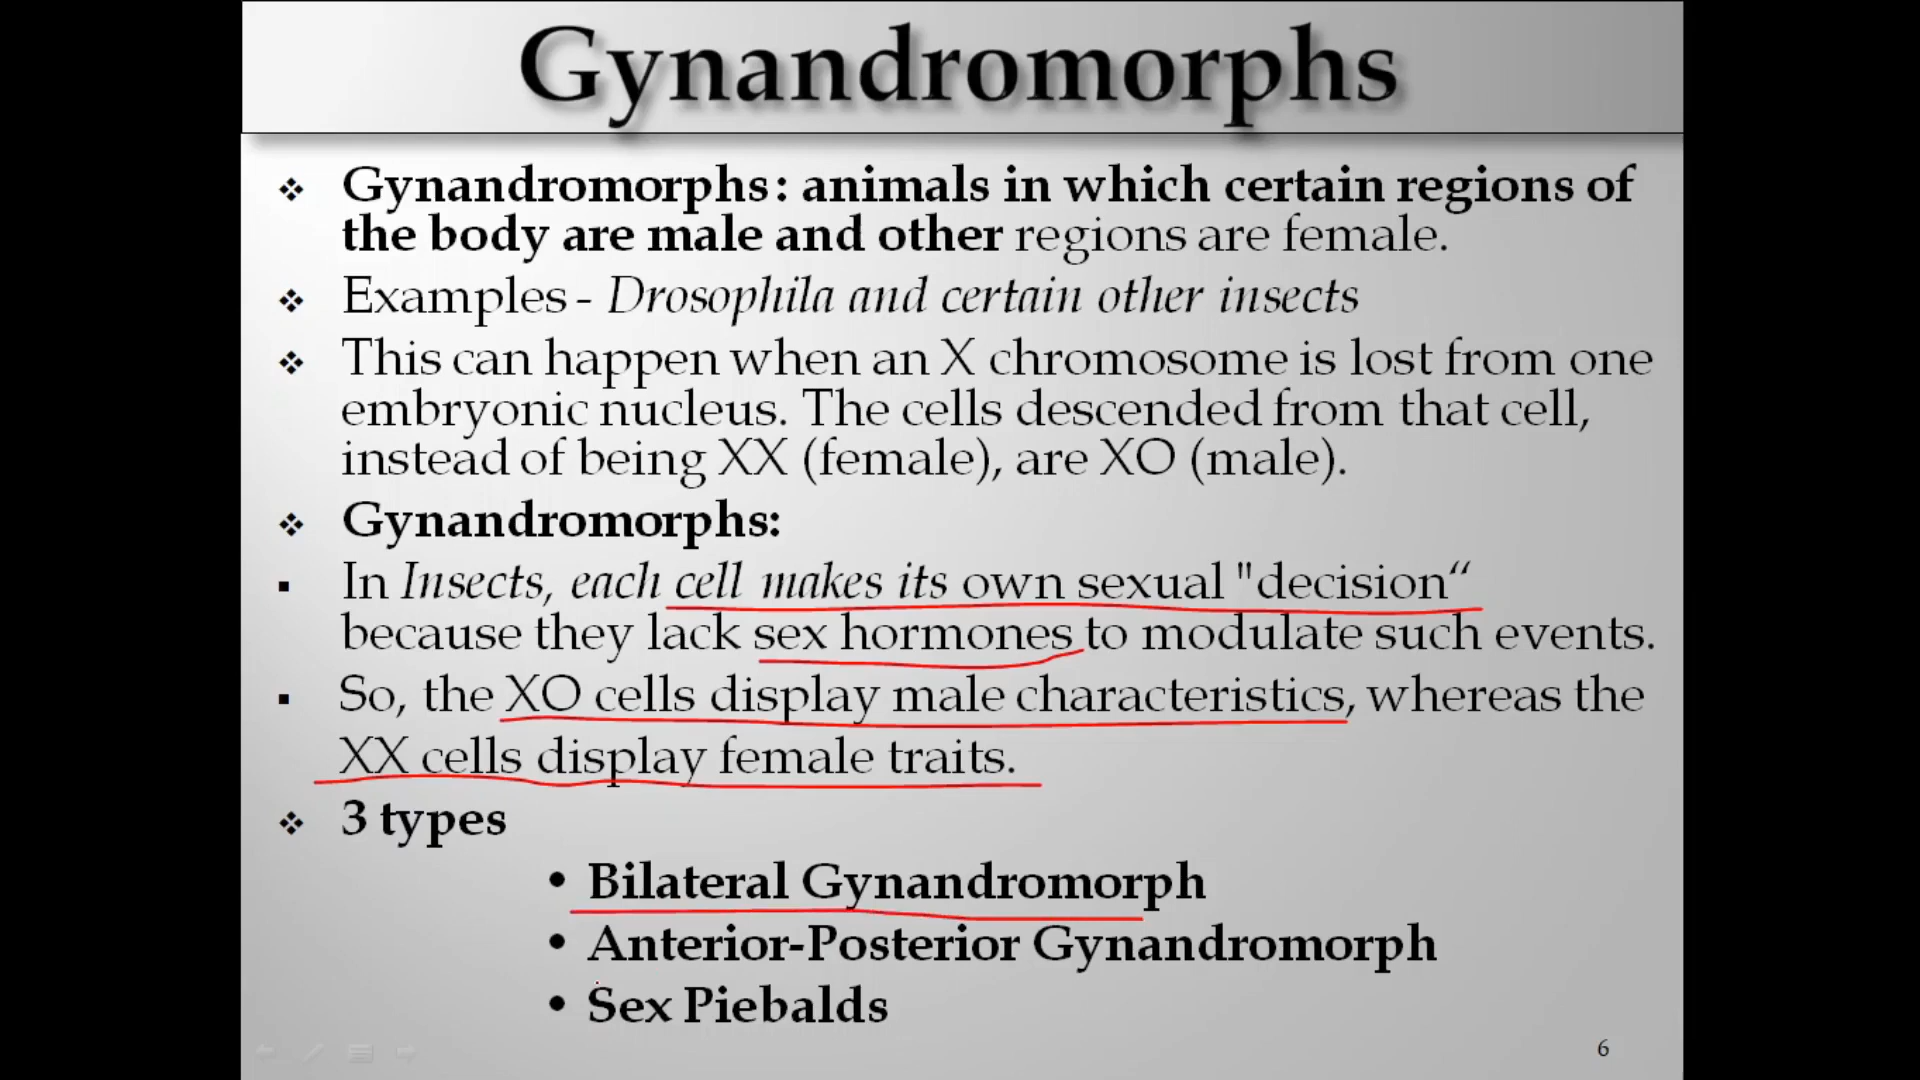 Gynandromorphs
❖ Gynandromorphs: animals in which certain regions of
the body are male and other regions are female.
❖ Examples - Drosophila and certain other insects
❖ This can happen when an X chromosome is lost from one
embryonic nucleus. The cells descended from that cell,
instead of being XX (female), are XO (male).
❖ Gynandromorphs:
▪ In Insects, each cell makes its own sexual "decision“
because they lack sex hormones to modulate such events.
▪ So, the XO cells display male characteristics, whereas the
XX cells display female traits.
❖ 3 types
• Bilateral Gynandromorph
• Anterior-Posterior Gynandromorph
• Sex Piebalds
6